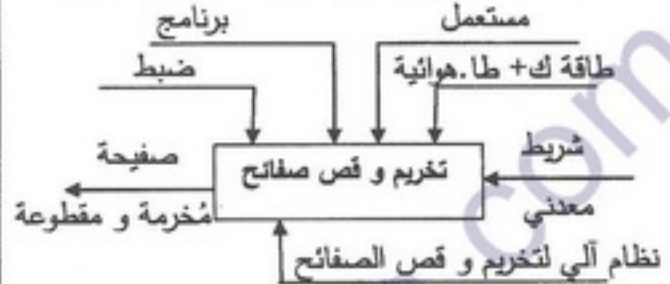 برنامج
مستعمل
ضبط
طاقة ك+ طا.هوائية
صفيحة
تخريم و قص صفائح
شريط
مُخرمة و مقطوعة
معدني
نظام آلي لتخريم و قص الصفائح
com